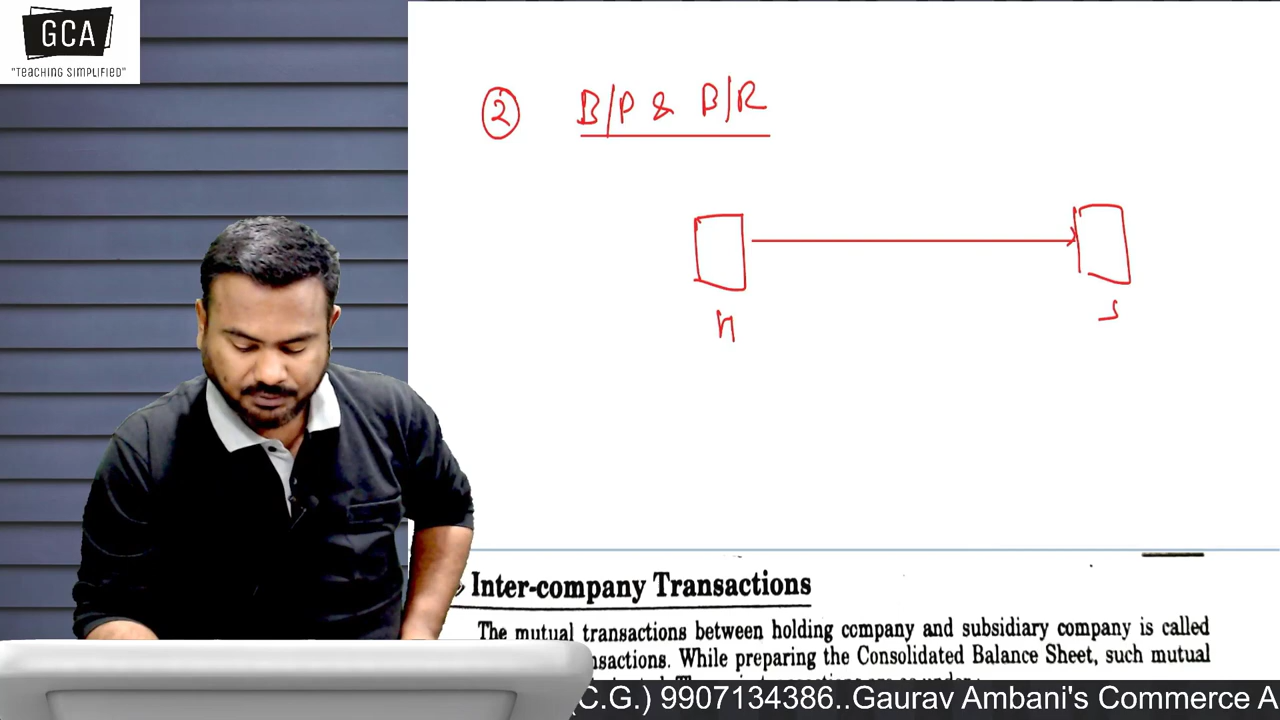 GCA
"TEACHING SIMPLIFIED"
② B/P & B/R
H S
Inter-company Transactions
The mutual transactions between holding company and subsidiary company is called
nsactions. While preparing the Consolidated Balance Sheet, such mutual
(C.G.) 9907134386..Gaurav Ambani's Commerce A